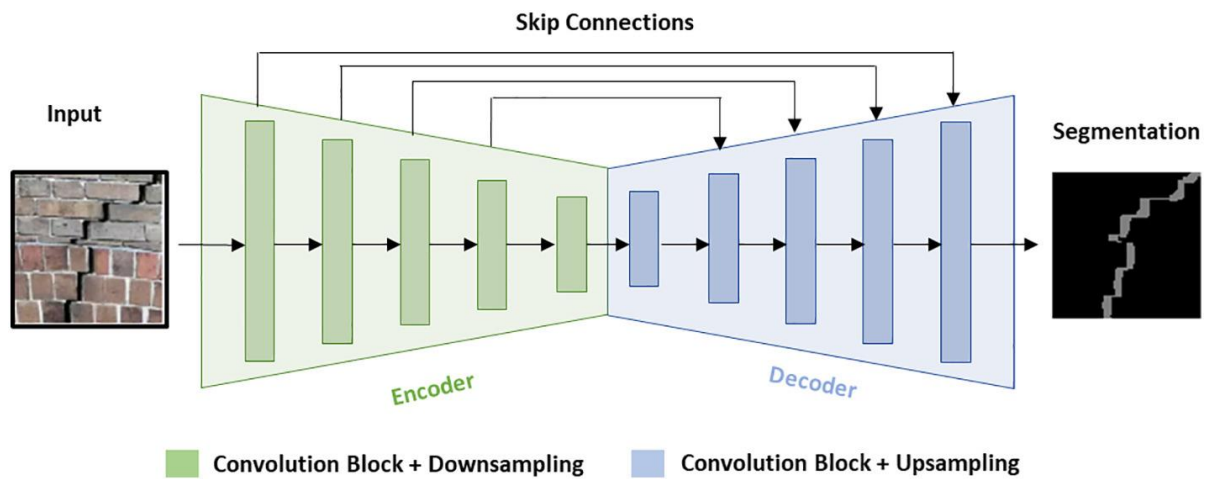 Skip Connections
Input
Segmentation
Encoder
Decoder
Convolution Block + Downsampling
Convolution Block + Upsampling